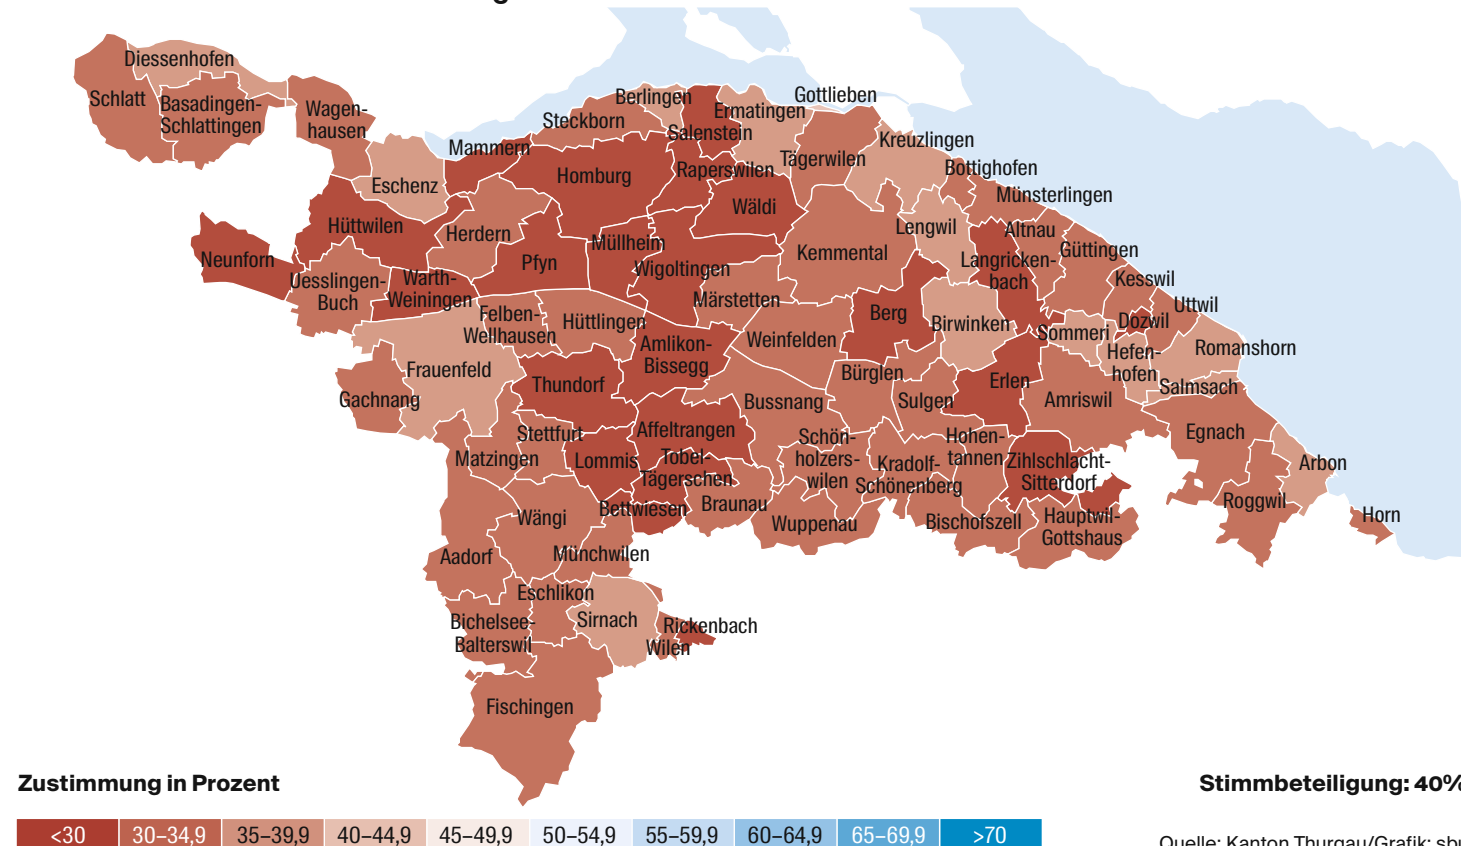 Diessenhofen
Schlatt
Basadingen-
Schlattingen
Wagen-
hausen
Berlingen
Ermatingen
Gottlieben
Steckborn
Salenstein
Mammern
Kreuzlingen
Tägerwilen
Bottighofen
Eschenz
Homburg
Raperswilen
Münsterlingen
Wäldi
Hüttwilen
Herdern
Müllheim
Lengwil
Altnau
Güttingen
Neunforn
Pfyn
Wigoltingen
Kemmental
Langricken-
bach
Kesswil
Uesslingen-
Buch
Warth-
Weiningen
Märstetten
Uttwil
Felben-
Wellhausen
Hüttlingen
Berg
Birwinken
Dozwil
Sommeri
Amlikon-
Bissegg
Weinfelden
Hefen-
hofen
Romanshorn
Frauenfeld
Thundorf
Bürglen
Erlen
Salmsach
Gachnang
Bussnang
Sulgen
Amriswil
Stettfurt
Affeltrangen
Schön-
holzers-
wilen
Hohen-
tannen
Egnach
Matzingen
Lommis
Tobel-
Tägerschen
Kradolf-
Schönenberg
Zihlschlacht-
Sitterdorf
Arbon
Wängi
Bettwiesen
Braunau
Wuppenau
Bischofszell
Hauptwil-
Gottshaus
Roggwil
Horn
Aadorf
Münchwilen
Eschlikon
Bichelsee-
Balterswil
Sirnach
Rickenbach
Wilen
Fischingen
Zustimmung in Prozent
Stimmbeteiligung: 40%
<30 30–34,9 35–39,9 40–44,9 45–49,9 50–54,9 55–59,9 60–64,9 65–69,9 >70
Quelle: Kanton Thurgau/Grafik: